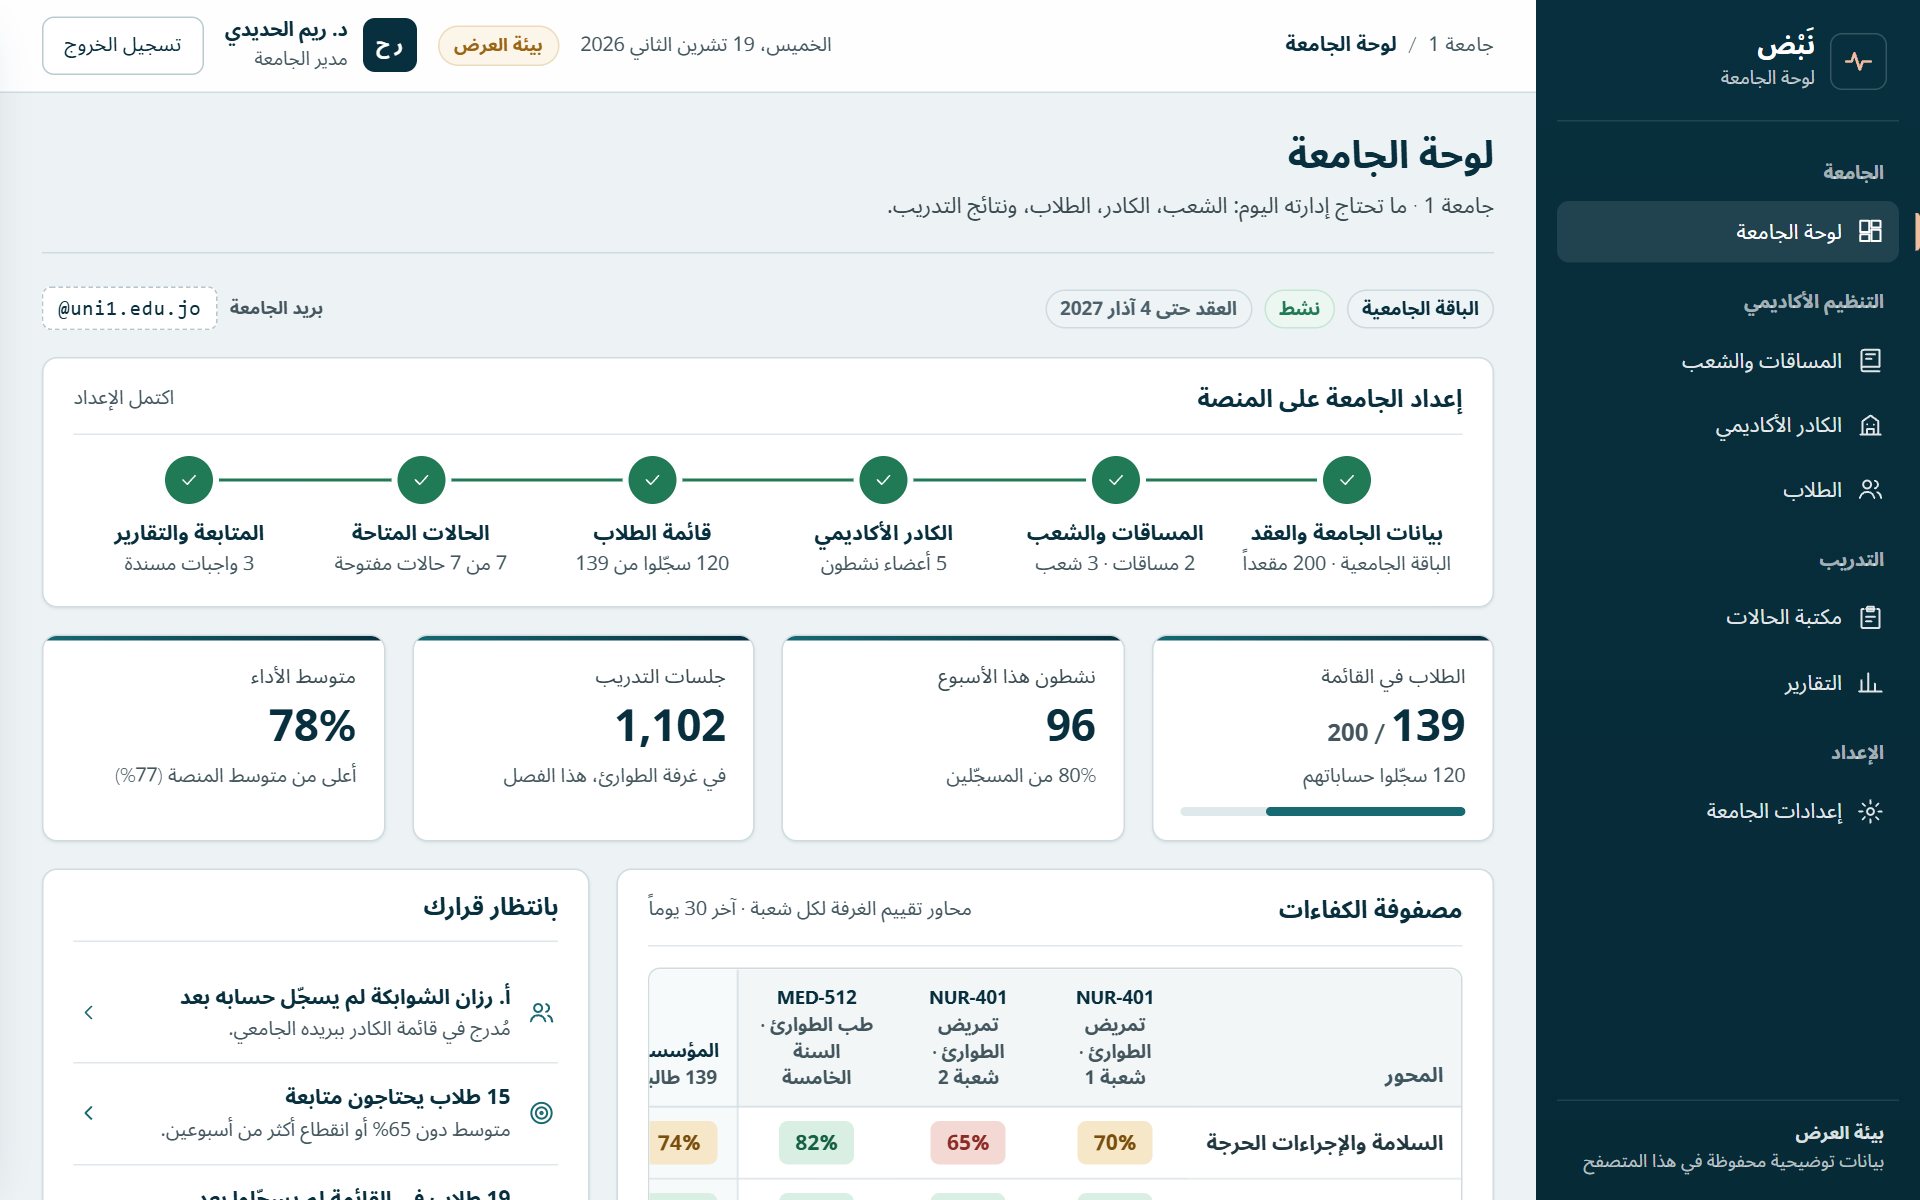 نَبْض
لوحة الجامعة
الجامعة
لوحة الجامعة
التنظيم الأكاديمي
المساقات والشعب
الكادر الأكاديمي
الطلاب
التدريب
مكتبة الحالات
التقارير
الإعداد
إعدادات الجامعة
بيئة العرض
بيانات توضيحية محفوظة في هذا المتصفح
جامعة 1 / لوحة الجامعة
الخميس، 19 تشرين الثاني 2026
بيئة العرض
رح
د. ريم الحديدي
مدير الجامعة
تسجيل الخروج
لوحة الجامعة
جامعة 1 · ما تحتاج إدارته اليوم: الشعب، الكادر، الطلاب، ونتائج التدريب.
الباقة الجامعية
نشط
العقد حتى 4 آذار 2027
بريد الجامعة
@uni1.edu.jo
إعداد الجامعة على المنصة
اكتمل الإعداد
بيانات الجامعة والعقد
الباقة الجامعية · 200 مقعداً
المساقات والشعب
2 مساقات · 3 شعب
الكادر الأكاديمي
5 أعضاء نشطون
قائمة الطلاب
120 سجّلوا من 139
الحالات المتاحة
7 من 7 حالات مفتوحة
المتابعة والتقارير
3 واجبات مسندة
الطلاب في القائمة
139 / 200
120 سجّلوا حساباتهم
نشطون هذا الأسبوع
96
80% من المسجّلين
جلسات التدريب
1,102
في غرفة الطوارئ، هذا الفصل
متوسط الأداء
78%
أعلى من متوسط المنصة (77%)
مصفوفة الكفاءات
محاور تقييم الغرفة لكل شعبة · آخر 30 يوماً
المحور
NUR-401
تمريض
الطوارئ ·
شعبة 1
NUR-401
تمريض
الطوارئ ·
شعبة 2
MED-512
طب الطوارئ ·
السنة
الخامسة
139
السلامة والإجراءات الحرجة
70%
65%
82%
74%
بانتظار قرارك
أ. رزان الشوابكة لم يسجّل حسابه بعد
مُدرج في قائمة الكادر ببريده الجامعي.
15 طلاب يحتاجون متابعة
متوسط دون 65% أو انقطاع أكثر من أسبوعين.
19 طلاب في القائمة لم يسجّلوا بعد